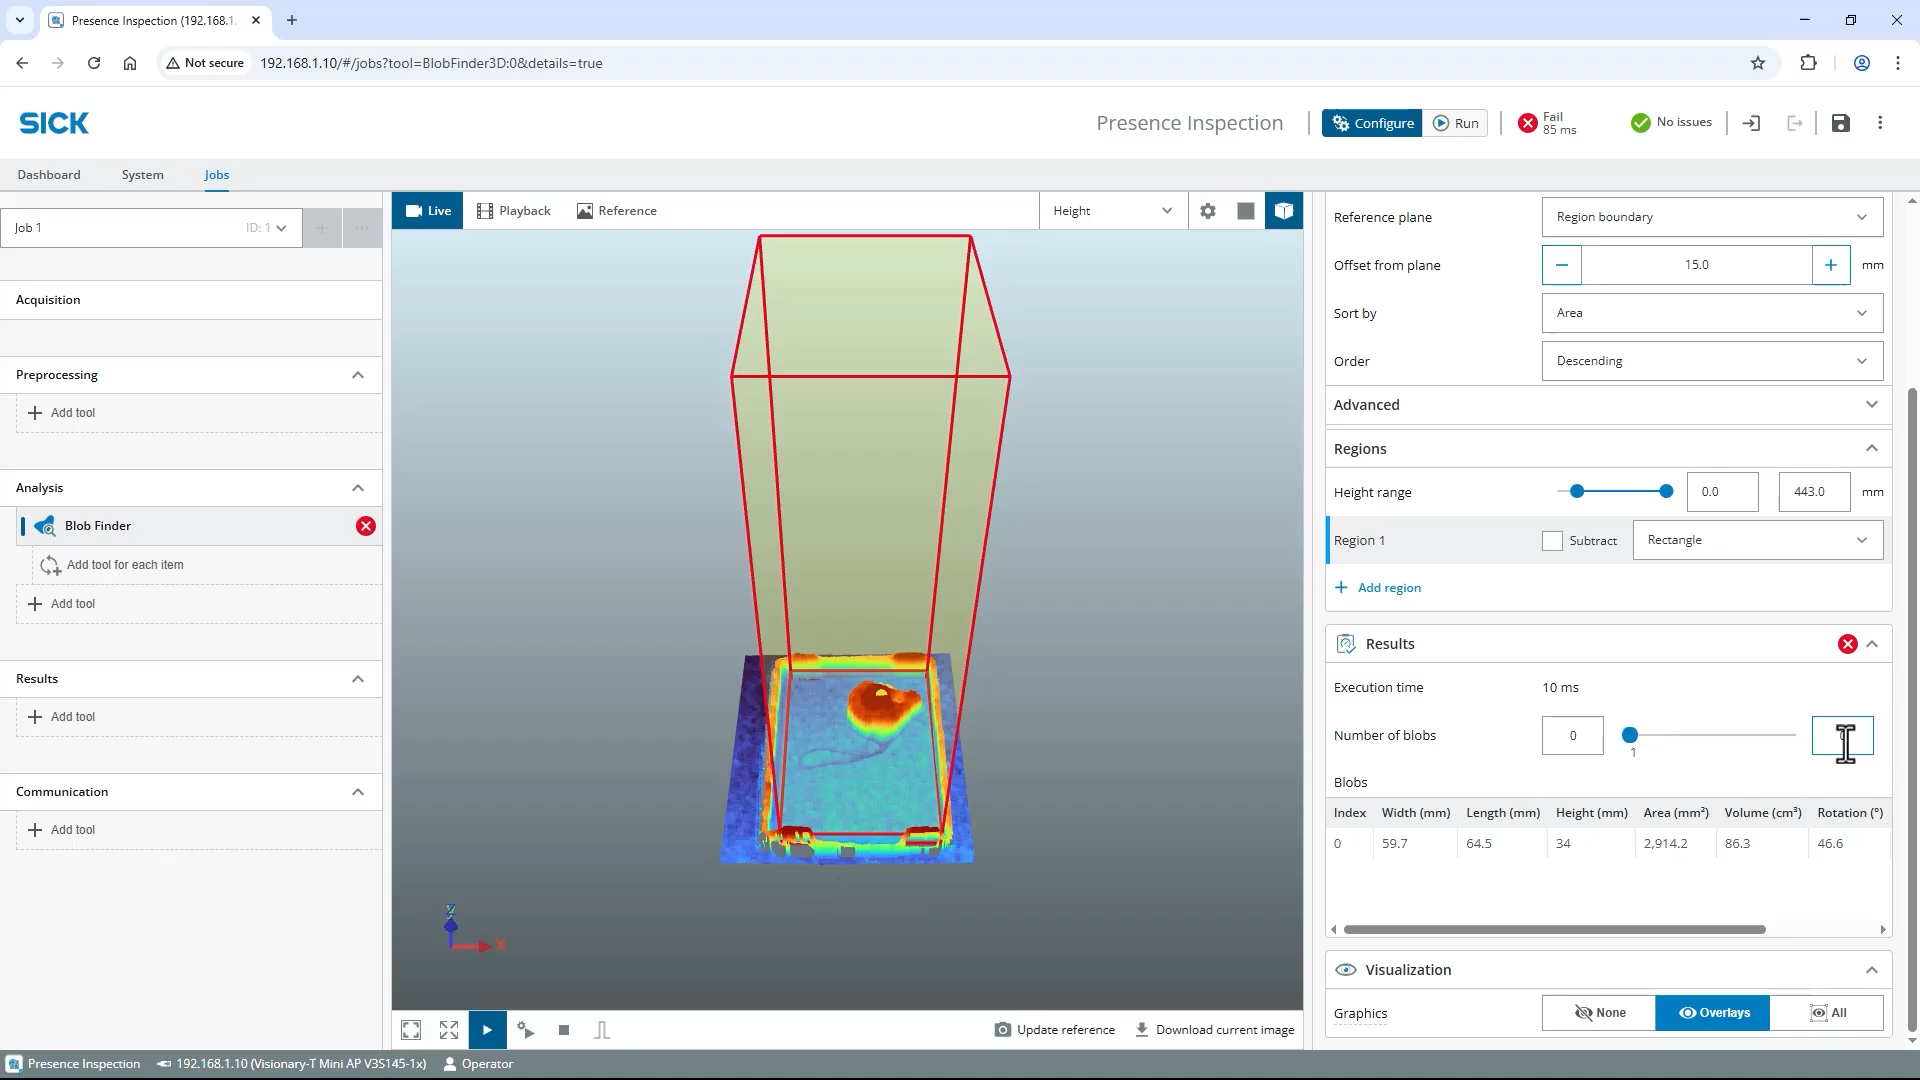 Presence Inspection (192.168.1.
Not secure
192.168.1.10/#/jobs?tool=BlobFinder3D:0&details=true
SICK
Presence Inspection
Configure
Run
Fail
85 ms
No issues
Dashboard
System
Jobs
Job 1
ID: 1
Live
Playback
Reference
Height
Acquisition
Preprocessing
Add tool
Analysis
Blob Finder
Add tool for each item
Add tool
Results
Add tool
Communication
Add tool
Z
X
Update reference
Download current image
Reference plane
Region boundary
Offset from plane
15.0
mm
Sort by
Area
Order
Descending
Advanced
Regions
Height range
0.0
443.0
mm
Region 1
Subtract
Rectangle
Add region
Results
Execution time
10 ms
Number of blobs
0
1
Blobs
Index Width (mm) Length (mm) Height (mm) Area (mm²) Volume (cm³) Rotation (°)
0 59.7 64.5 34 2,914.2 86.3 46.6
Visualization
Graphics
None
Overlays
All
Presence Inspection
192.168.1.10 (Visionary-T Mini AP V3S145-1x)
Operator